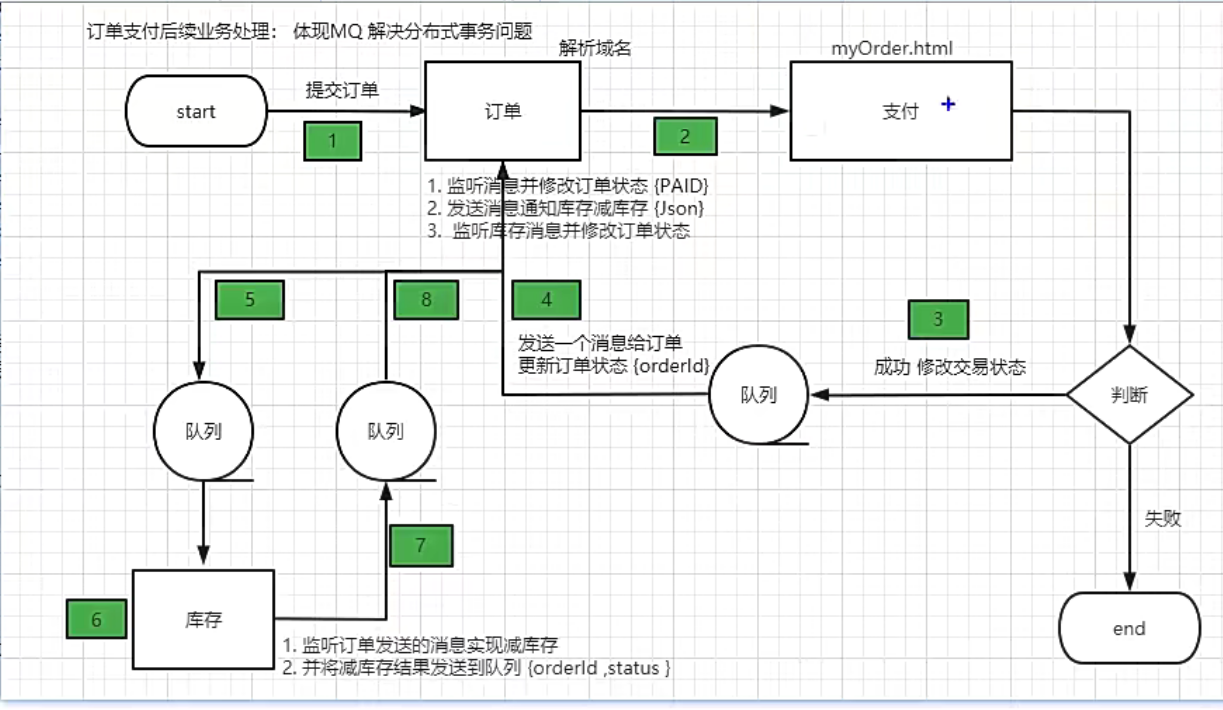 订单支付后续业务处理： 体现MQ 解决分布式事务问题
解析域名
myOrder.html
start
提交订单
1
订单
2
支付
1. 监听消息并修改订单状态 {PAID}
2. 发送消息通知库存减库存 {Json}
3. 监听库存消息并修改订单状态
5
8
4
3
发送一个消息给订单
更新订单状态 {orderId}
成功 修改交易状态
队列
判断
队列
队列
失败
7
6
库存
end
1. 监听订单发送的消息实现减库存
2. 并将减库存结果发送到队列 {orderId ,status }